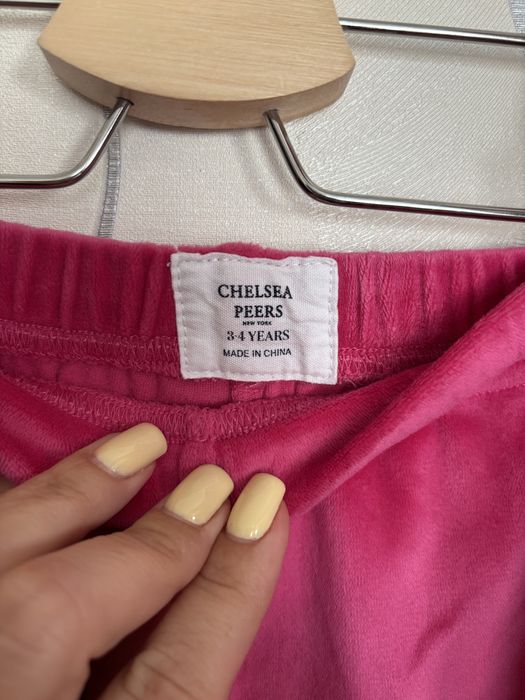 CHELSEA
PEERS
NEW YORK
3-4 YEARS
MADE IN CHINA